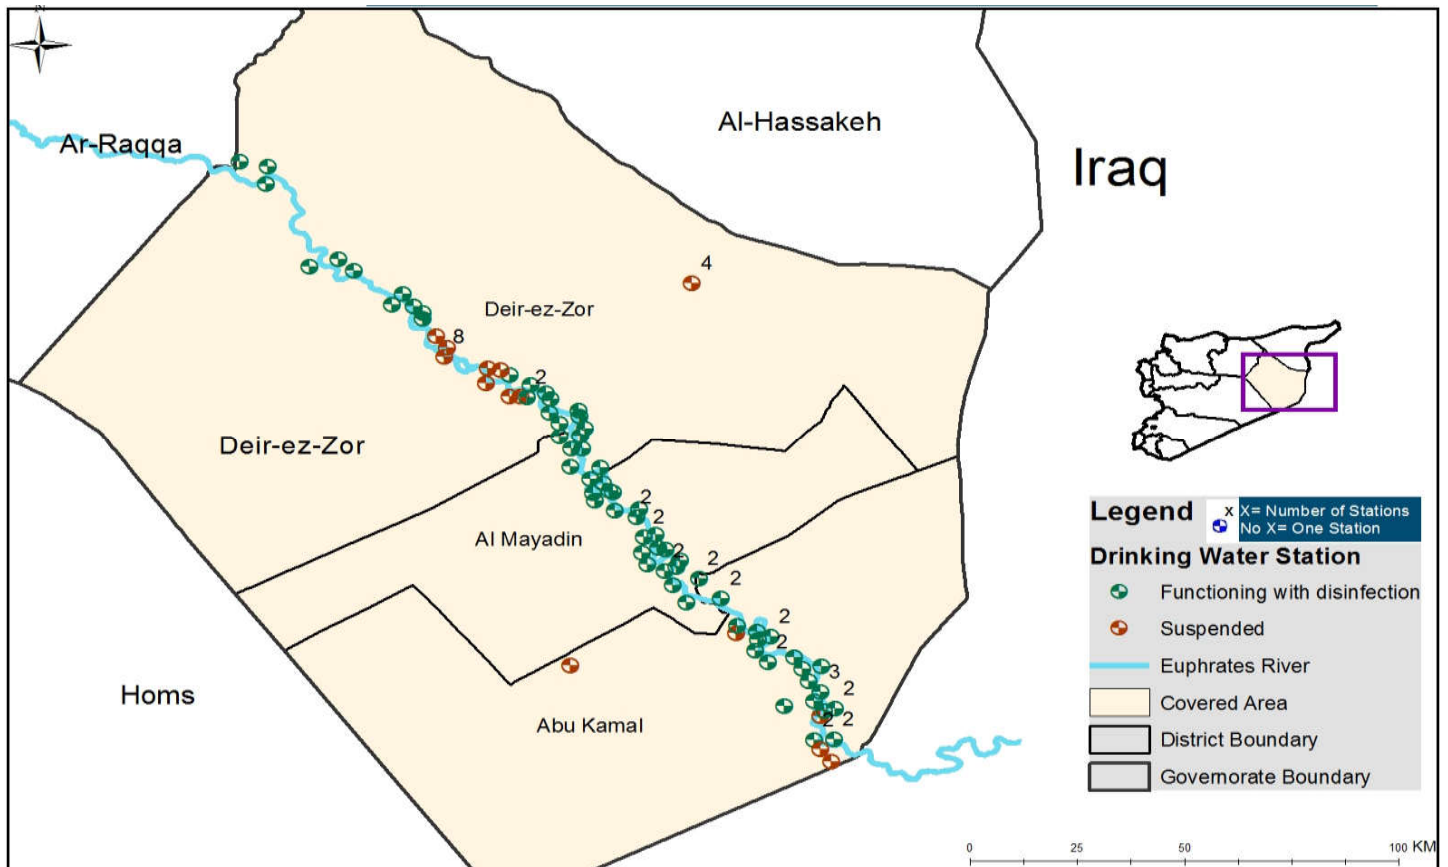 N
Ar-Raqqa
Al-Hassakeh
Iraq
4
Deir-ez-Zor
8
2
Deir-ez-Zor
2
2
Al Mayadin
2
2
2
2
2
3
Homs
2
Abu Kamal
2
2
Legend
X
X= Number of Stations
No X= One Station
Drinking Water Station
Functioning with disinfection
Suspended
Euphrates River
Covered Area
District Boundary
Governorate Boundary
0 25 50 100 KM